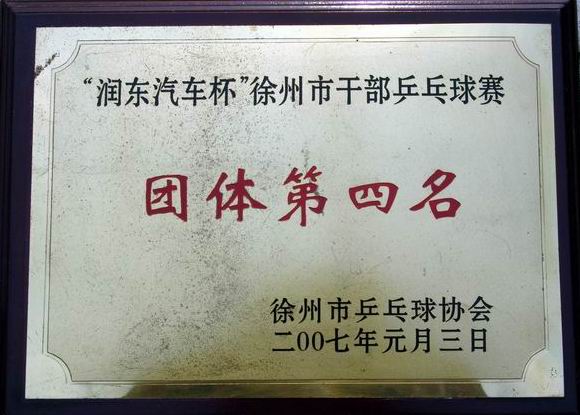 “润东汽车杯”徐州市干部乒乓球赛
团体第四名
徐州市乒乓球协会
二00七年元月三日